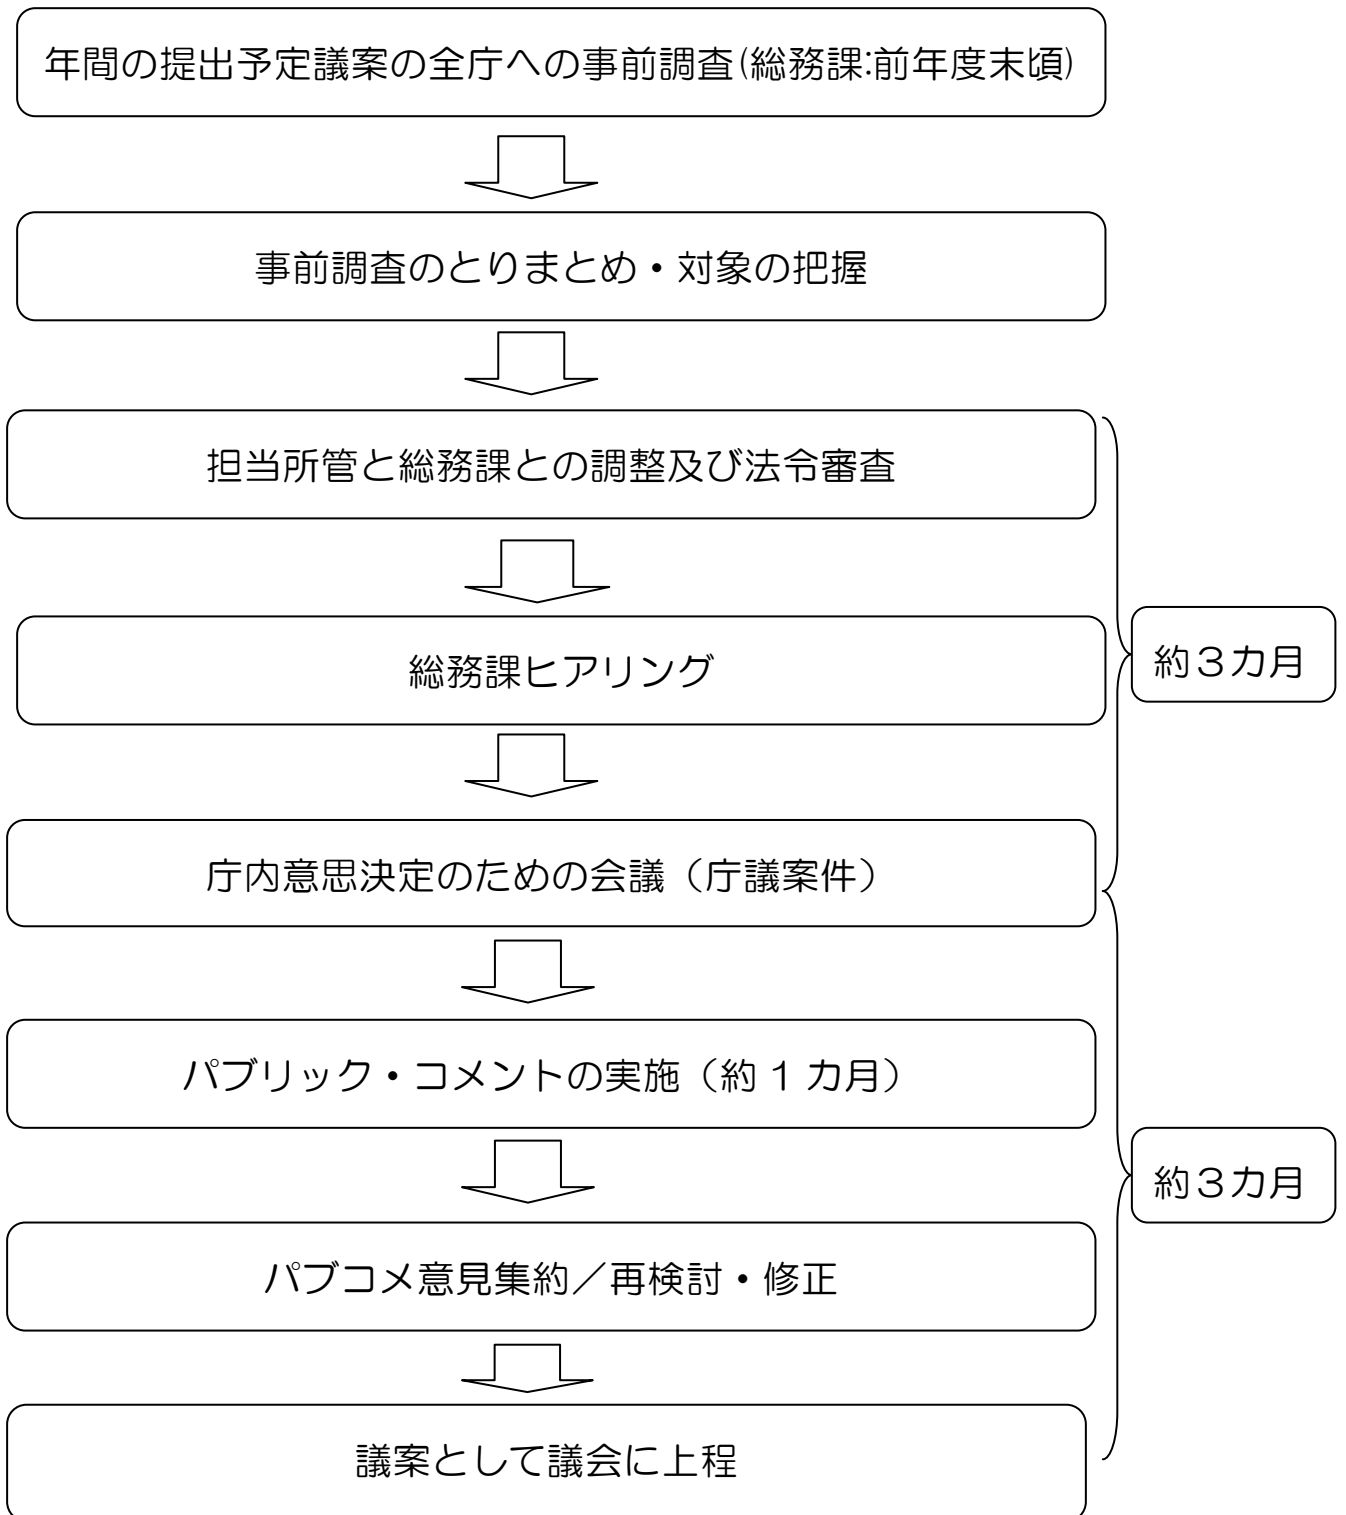 年間の提出予定議案の全庁への事前調査(総務課:前年度末頃)
事前調査のとりまとめ・対象の把握
担当所管と総務課との調整及び法令審査
総務課ヒアリング
約３カ月
庁内意思決定のための会議（庁議案件）
パブリック・コメントの実施（約 1 カ月）
約３カ月
パブコメ意見集約／再検討・修正
議案として議会に上程